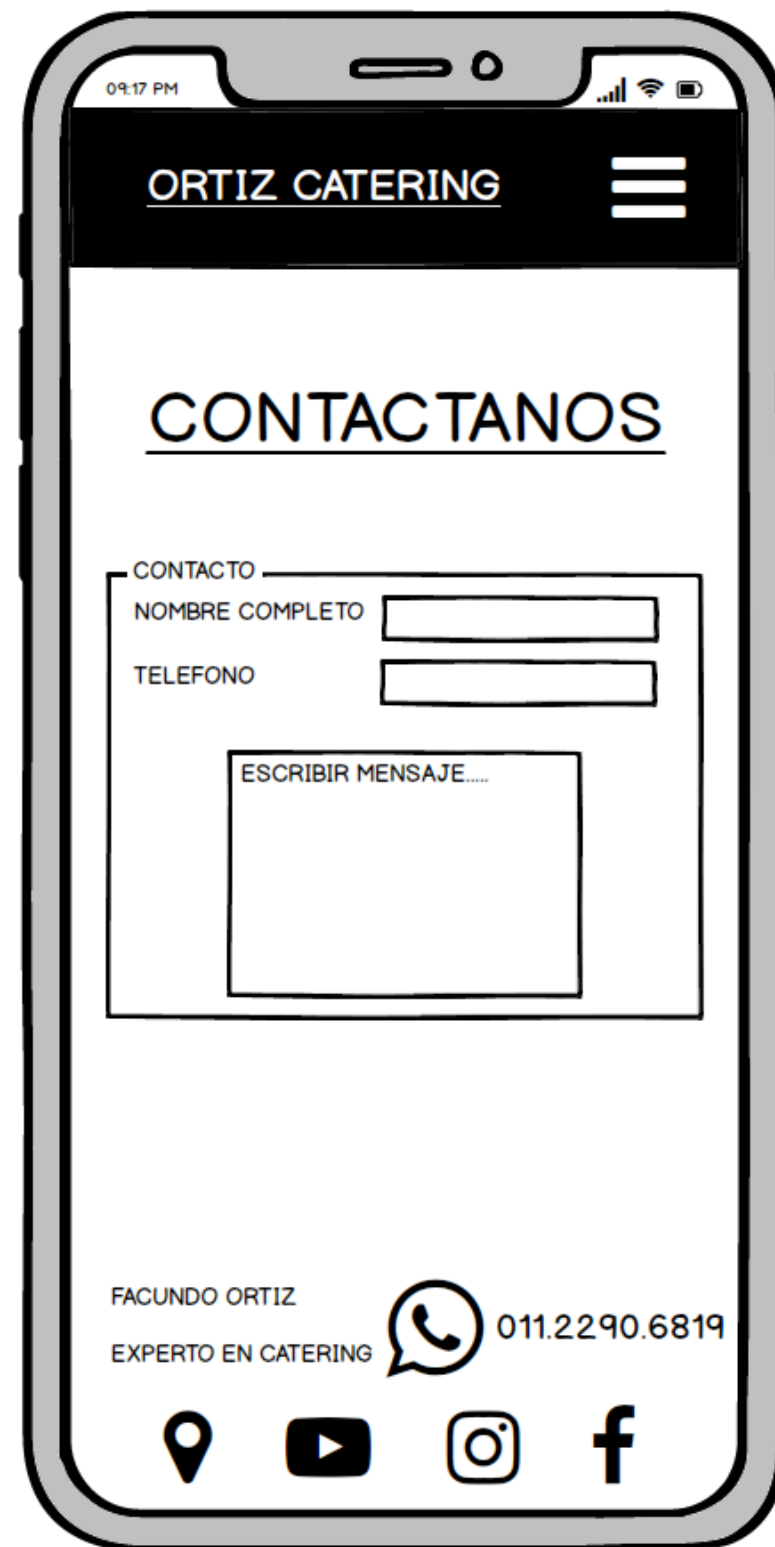 09:17 PM
ORTIZ CATERING
CONTACTANOS
CONTACTO
NOMBRE COMPLETO
TELEFONO
ESCRIBIR MENSAJE.....
FACUNDO ORTIZ
011.2290.6819
EXPERTO EN CATERING